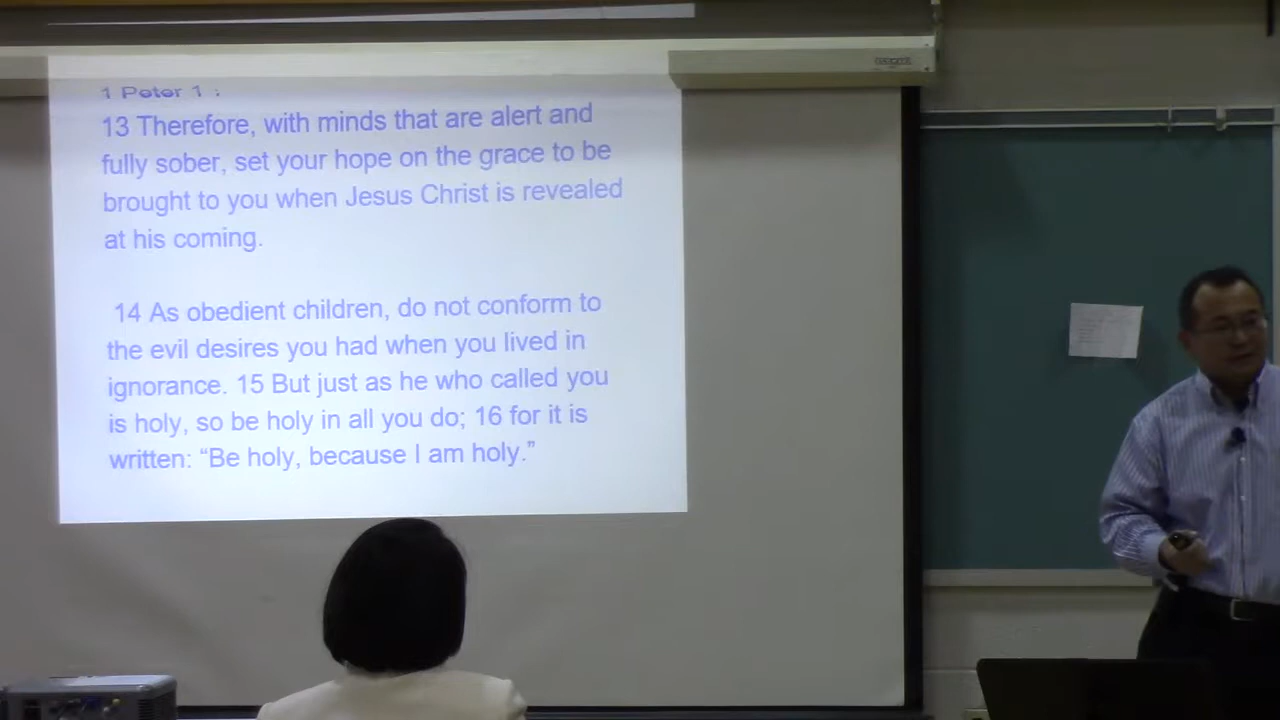 1 Peter 1 :
13 Therefore, with minds that are alert and
fully sober, set your hope on the grace to be
brought to you when Jesus Christ is revealed
at his coming.
14 As obedient children, do not conform to
the evil desires you had when you lived in
ignorance. 15 But just as he who called you
is holy, so be holy in all you do; 16 for it is
written: “Be holy, because I am holy.”